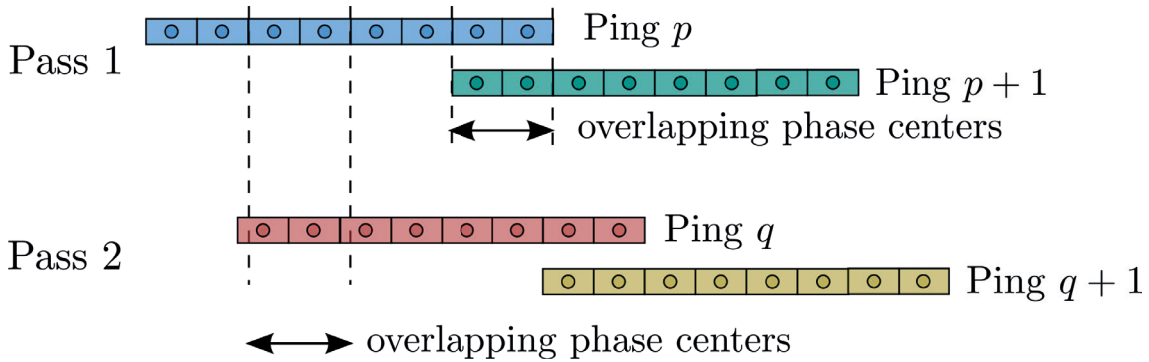 Ping p
Pass 1
Ping p + 1
overlapping phase centers
Ping q
Pass 2
Ping q + 1
overlapping phase centers